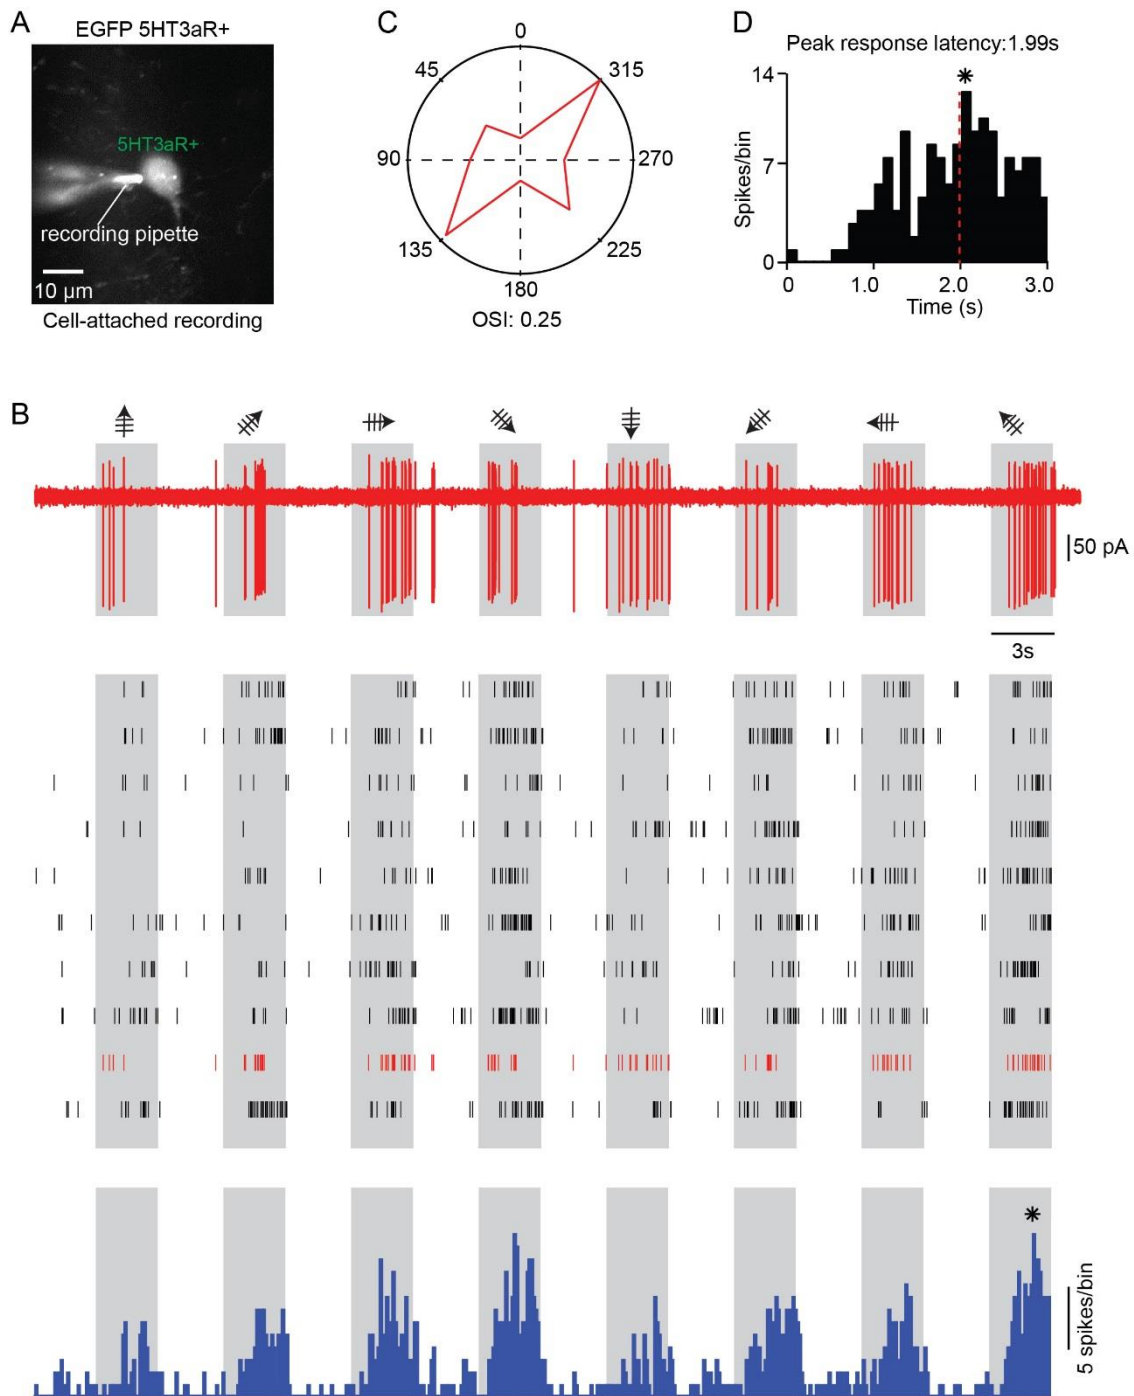 A
EGFP 5HT3aR+
5HT3aR+
recording pipette
10 µm
Cell-attached recording
C
0
45
315
90
270
135
225
180
OSI: 0.25
D
Peak response latency:1.99s
14
7
0
Spikes/bin
0
1.0
2.0
3.0
Time (s)
B
50 pA
3s
5 spikes/bin